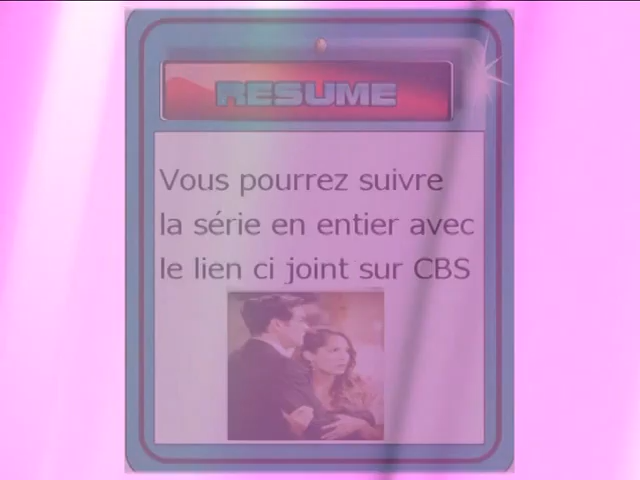 RESUME
Vous pourrez suivre
la série en entier avec
le lien ci joint sur CBS